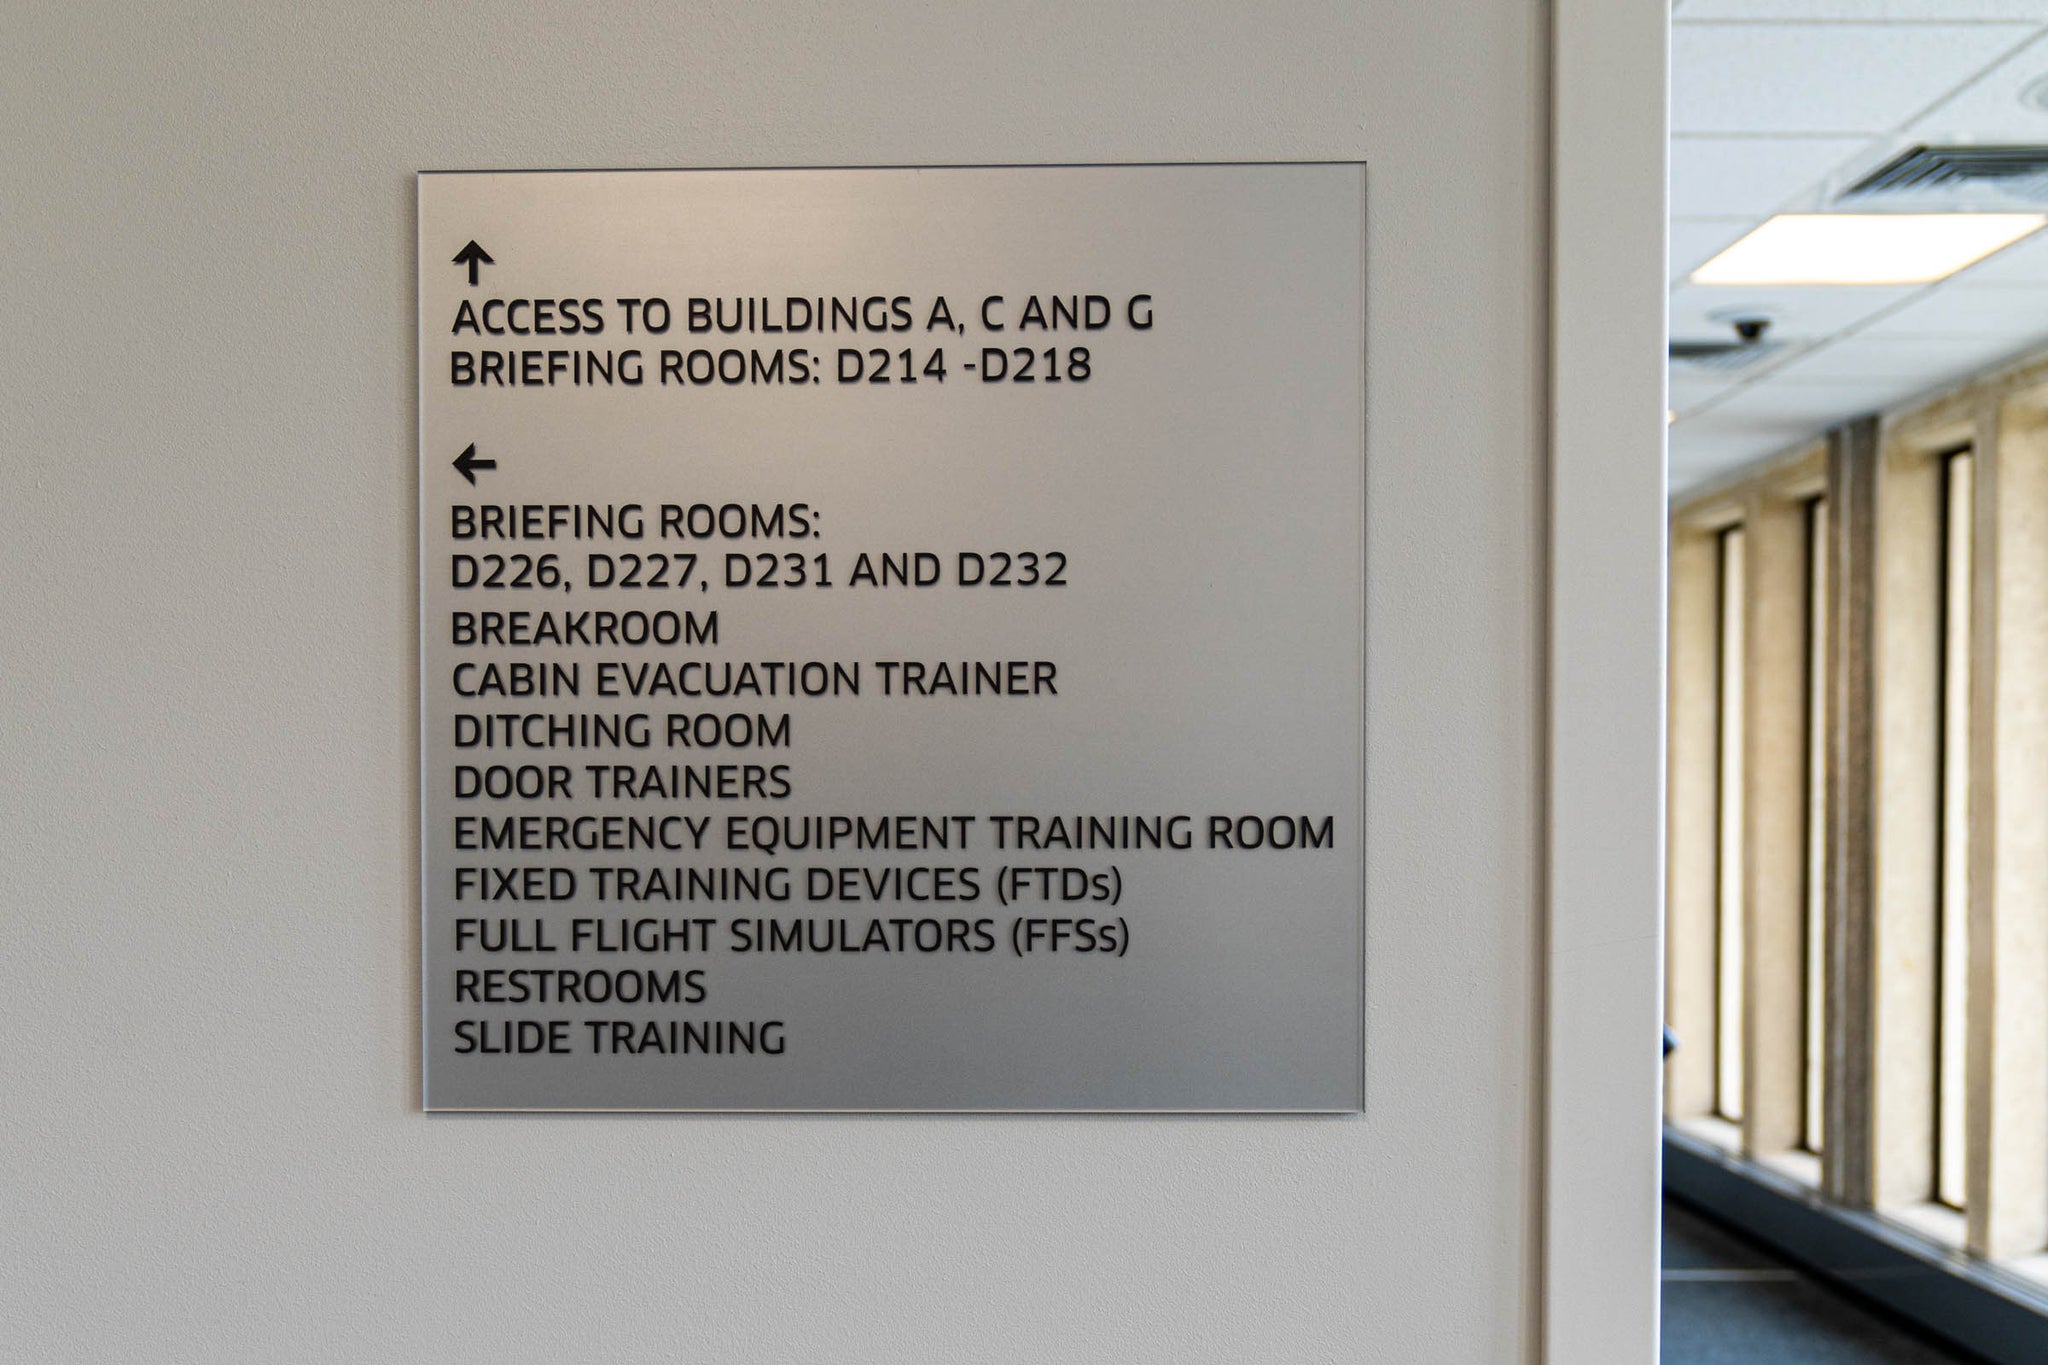 ↑
ACCESS TO BUILDINGS A, C AND G
BRIEFING ROOMS: D214 -D218
←
BRIEFING ROOMS:
D226, D227, D231 AND D232
BREAKROOM
CABIN EVACUATION TRAINER
DITCHING ROOM
DOOR TRAINERS
EMERGENCY EQUIPMENT TRAINING ROOM
FIXED TRAINING DEVICES (FTDs)
FULL FLIGHT SIMULATORS (FFSs)
RESTROOMS
SLIDE TRAINING